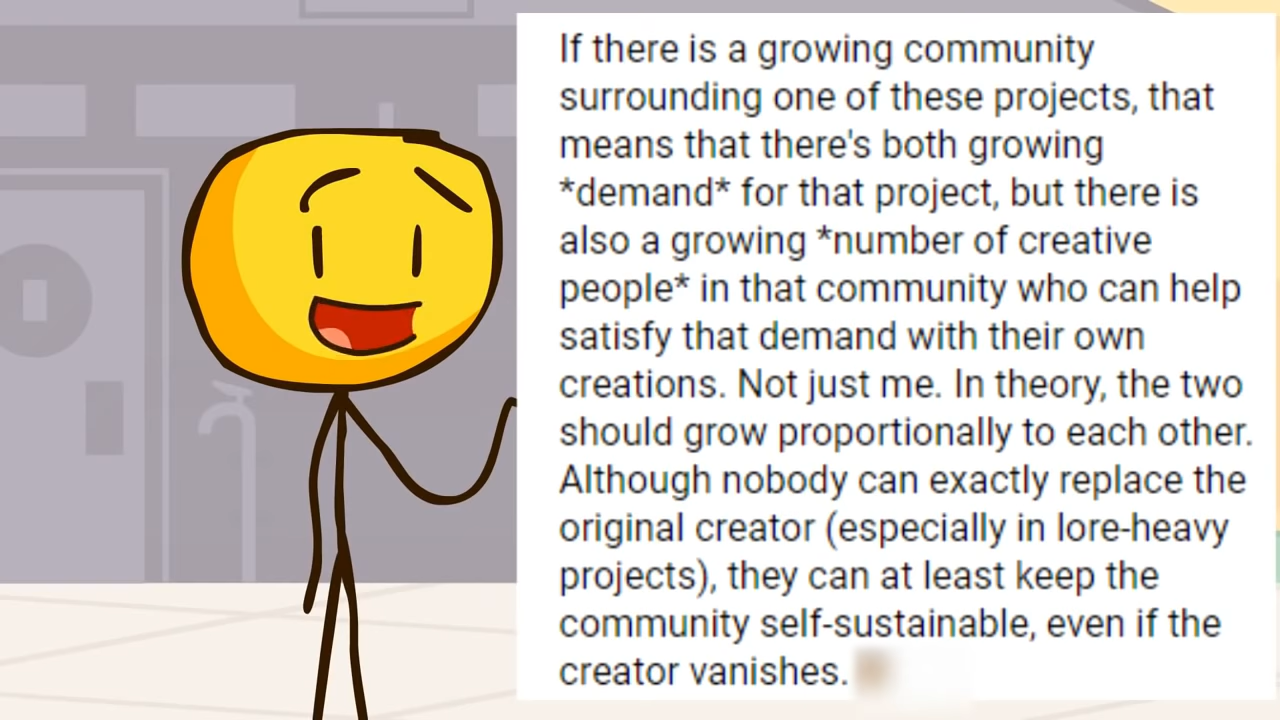 If there is a growing community
surrounding one of these projects, that
means that there's both growing
*demand* for that project, but there is
also a growing *number of creative
people* in that community who can help
satisfy that demand with their own
creations. Not just me. In theory, the two
should grow proportionally to each other.
Although nobody can exactly replace the
original creator (especially in lore-heavy
projects), they can at least keep the
community self-sustainable, even if the
creator vanishes.